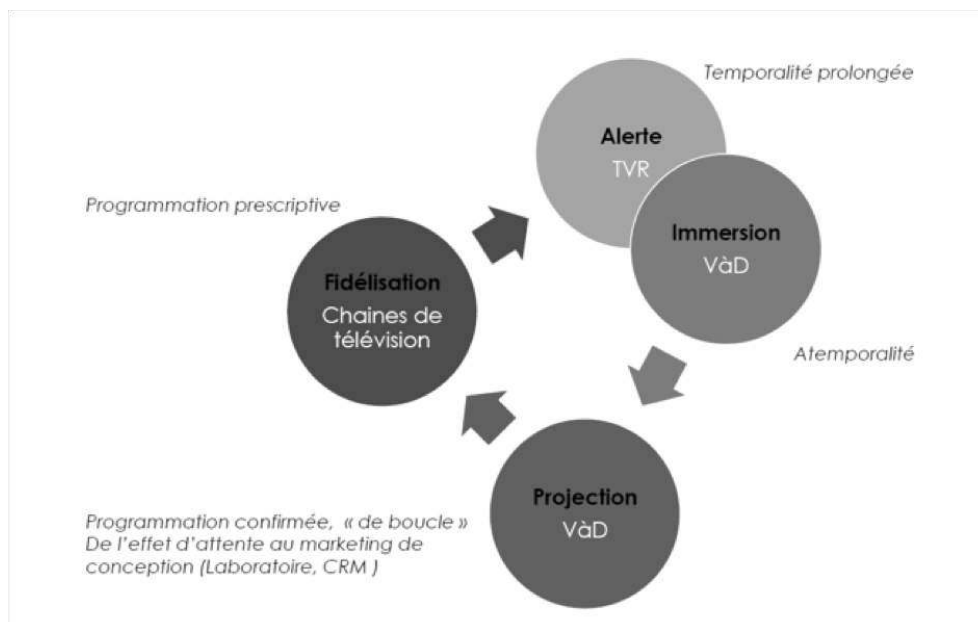 Temporalité prolongée
Alerte
TVR
Programmation prescriptive
Immersion
VàD
Fidélisation
Chaines de
télévision
Atemporalité
Projection
VàD
Programmation confirmée, « de boucle »
De l'effet d'attente au marketing de
conception (Laboratoire, CRM )